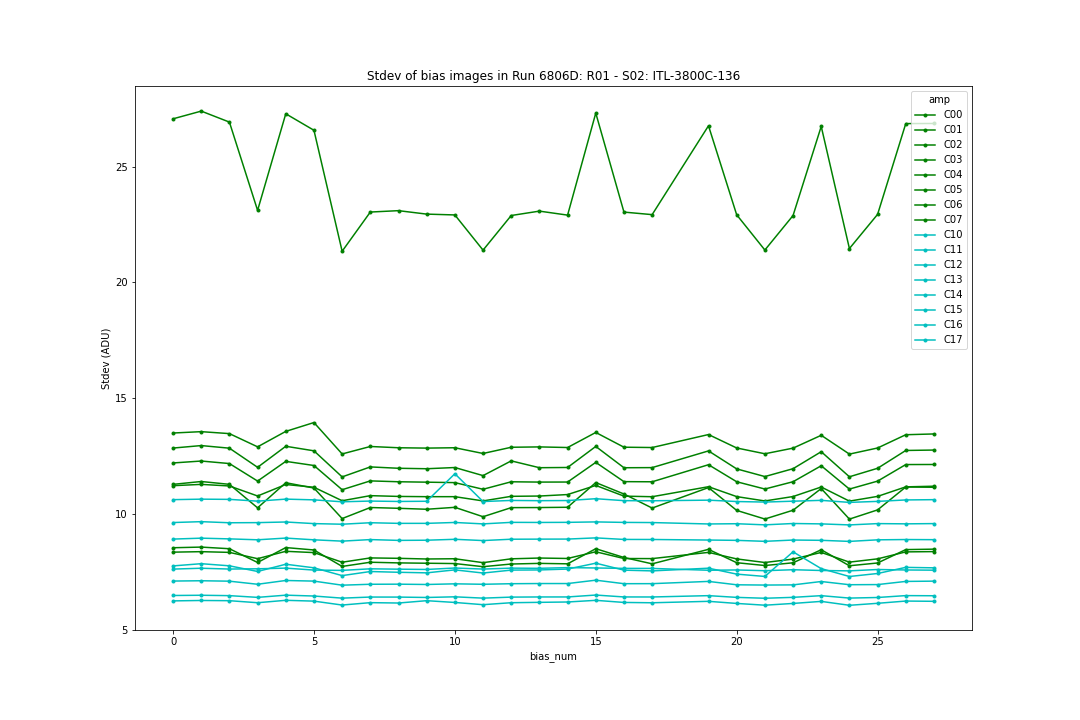 Stdev of bias images in Run 6806D: R01 - S02: ITL-3800C-136
amp
C00
C01
C02
C03
C04
C05
C06
C07
C10
C11
C12
C13
C14
C15
C16
C17
25
20
15
10
5
Stdev (ADU)
0 5 10 15 20 25
bias_num